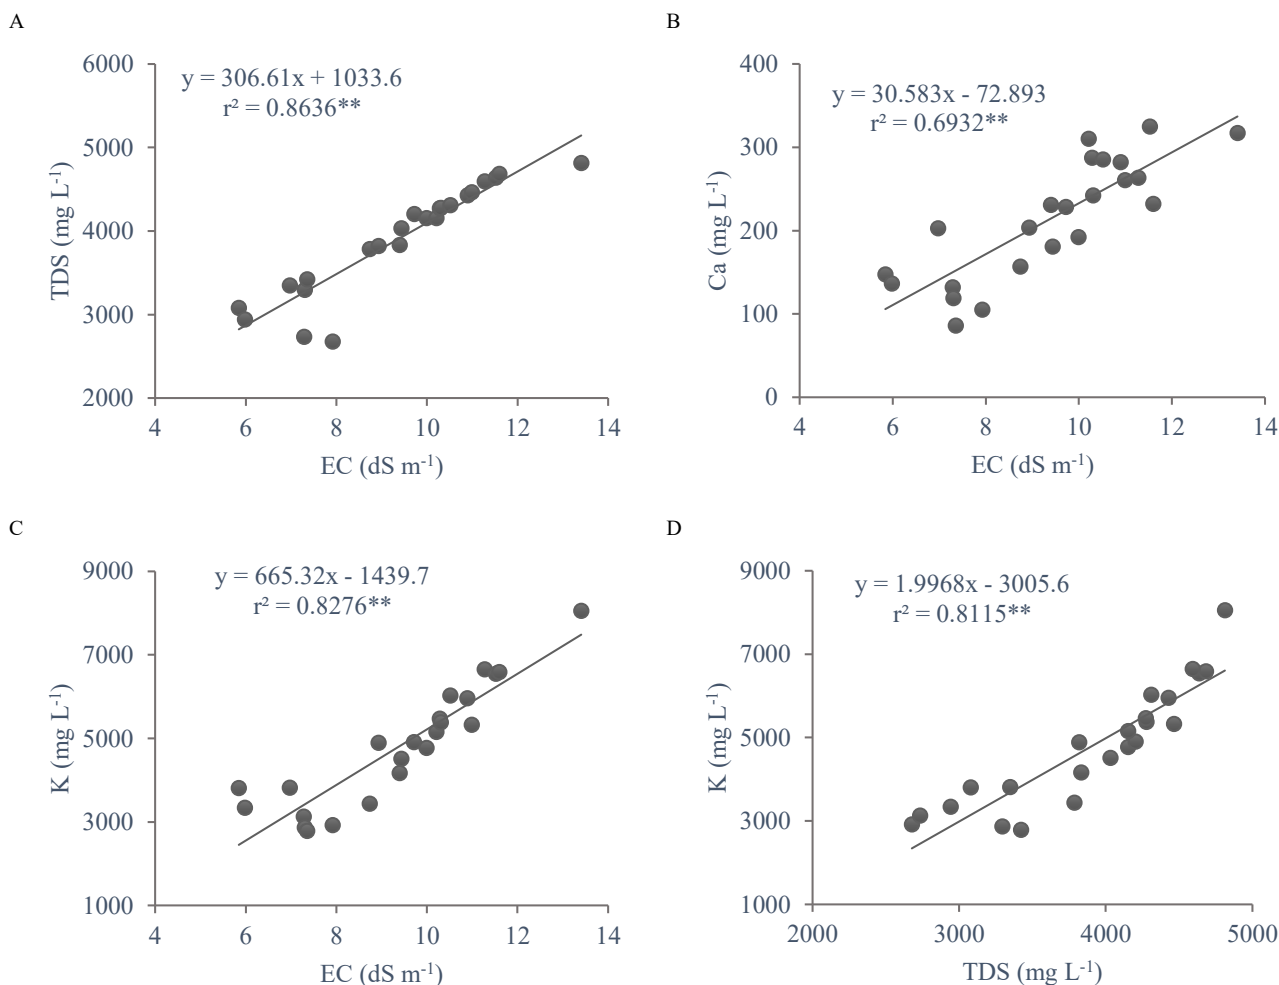 A
y = 306.61x + 1033.6
r² = 0.8636**
TDS (mg L⁻¹)
6000
5000
4000
3000
2000
4 6 8 10 12 14
EC (dS m⁻¹)
B
y = 30.583x - 72.893
r² = 0.6932**
Ca (mg L⁻¹)
400
300
200
100
0
4 6 8 10 12 14
EC (dS m⁻¹)
C
y = 665.32x - 1439.7
r² = 0.8276**
K (mg L⁻¹)
9000
7000
5000
3000
1000
4 6 8 10 12 14
EC (dS m⁻¹)
D
y = 1.9968x - 3005.6
r² = 0.8115**
K (mg L⁻¹)
9000
7000
5000
3000
1000
2000 3000 4000 5000
TDS (mg L⁻¹)